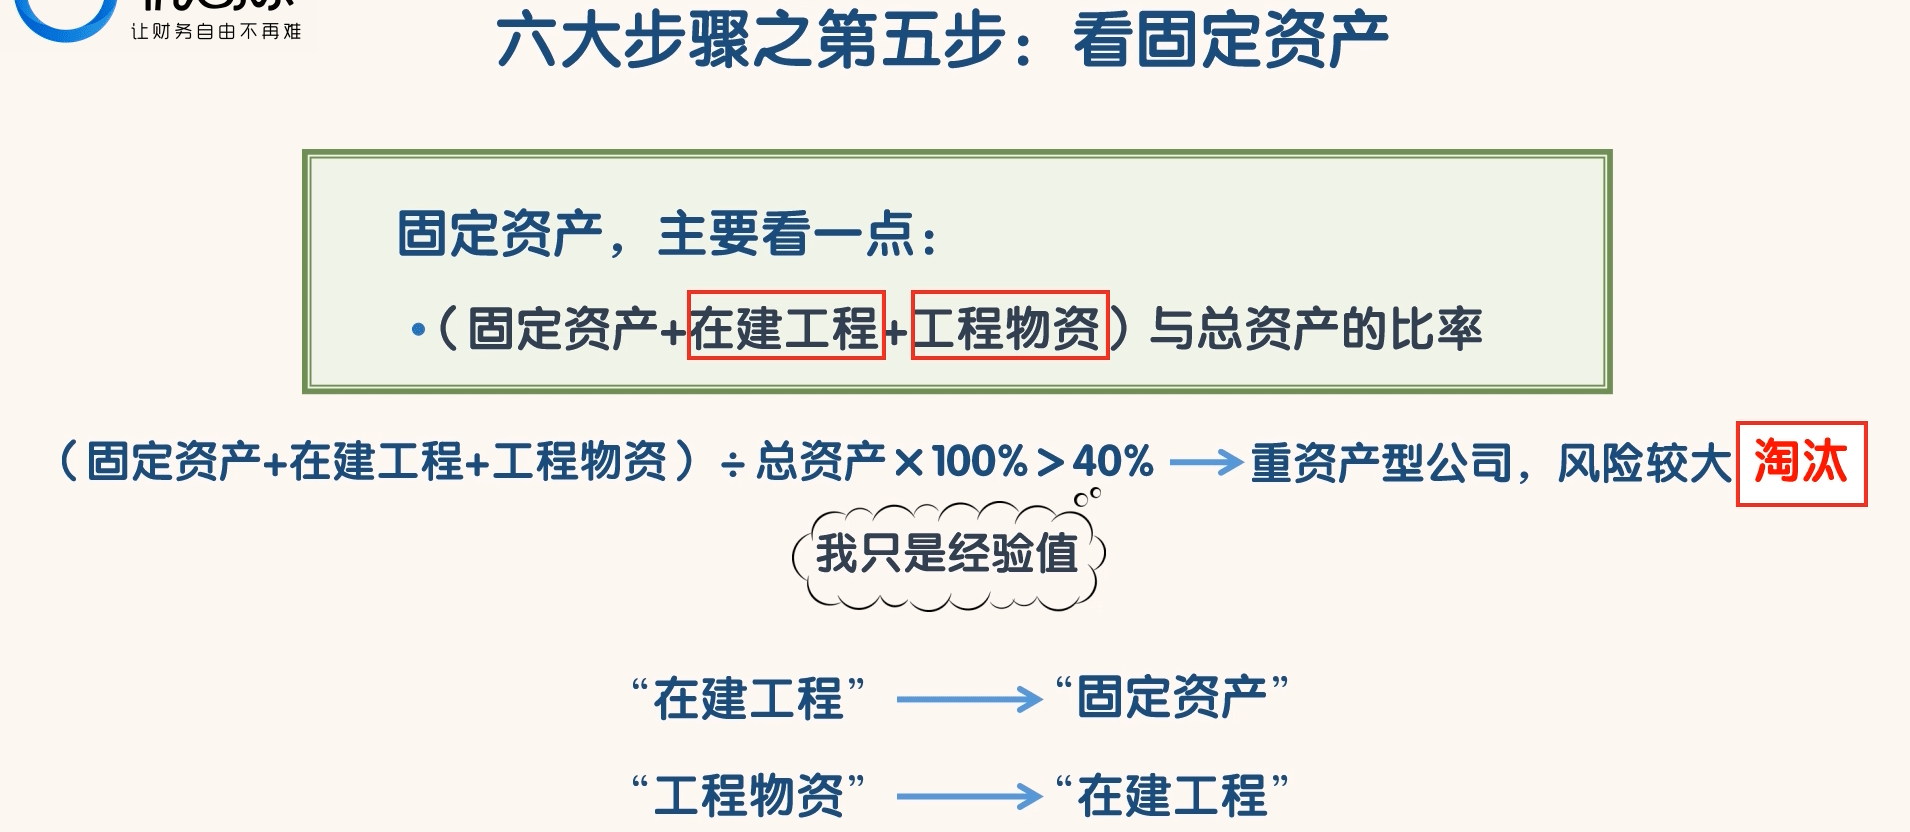 让财务自由不再难
六大步骤之第五步：看固定资产
固定资产，主要看一点：
•（固定资产+在建工程+工程物资）与总资产的比率
（固定资产+在建工程+工程物资）÷总资产×100%>40% → 重资产型公司，风险较大 淘汰
我只是经验值
“在建工程” → “固定资产”
“工程物资” → “在建工程”